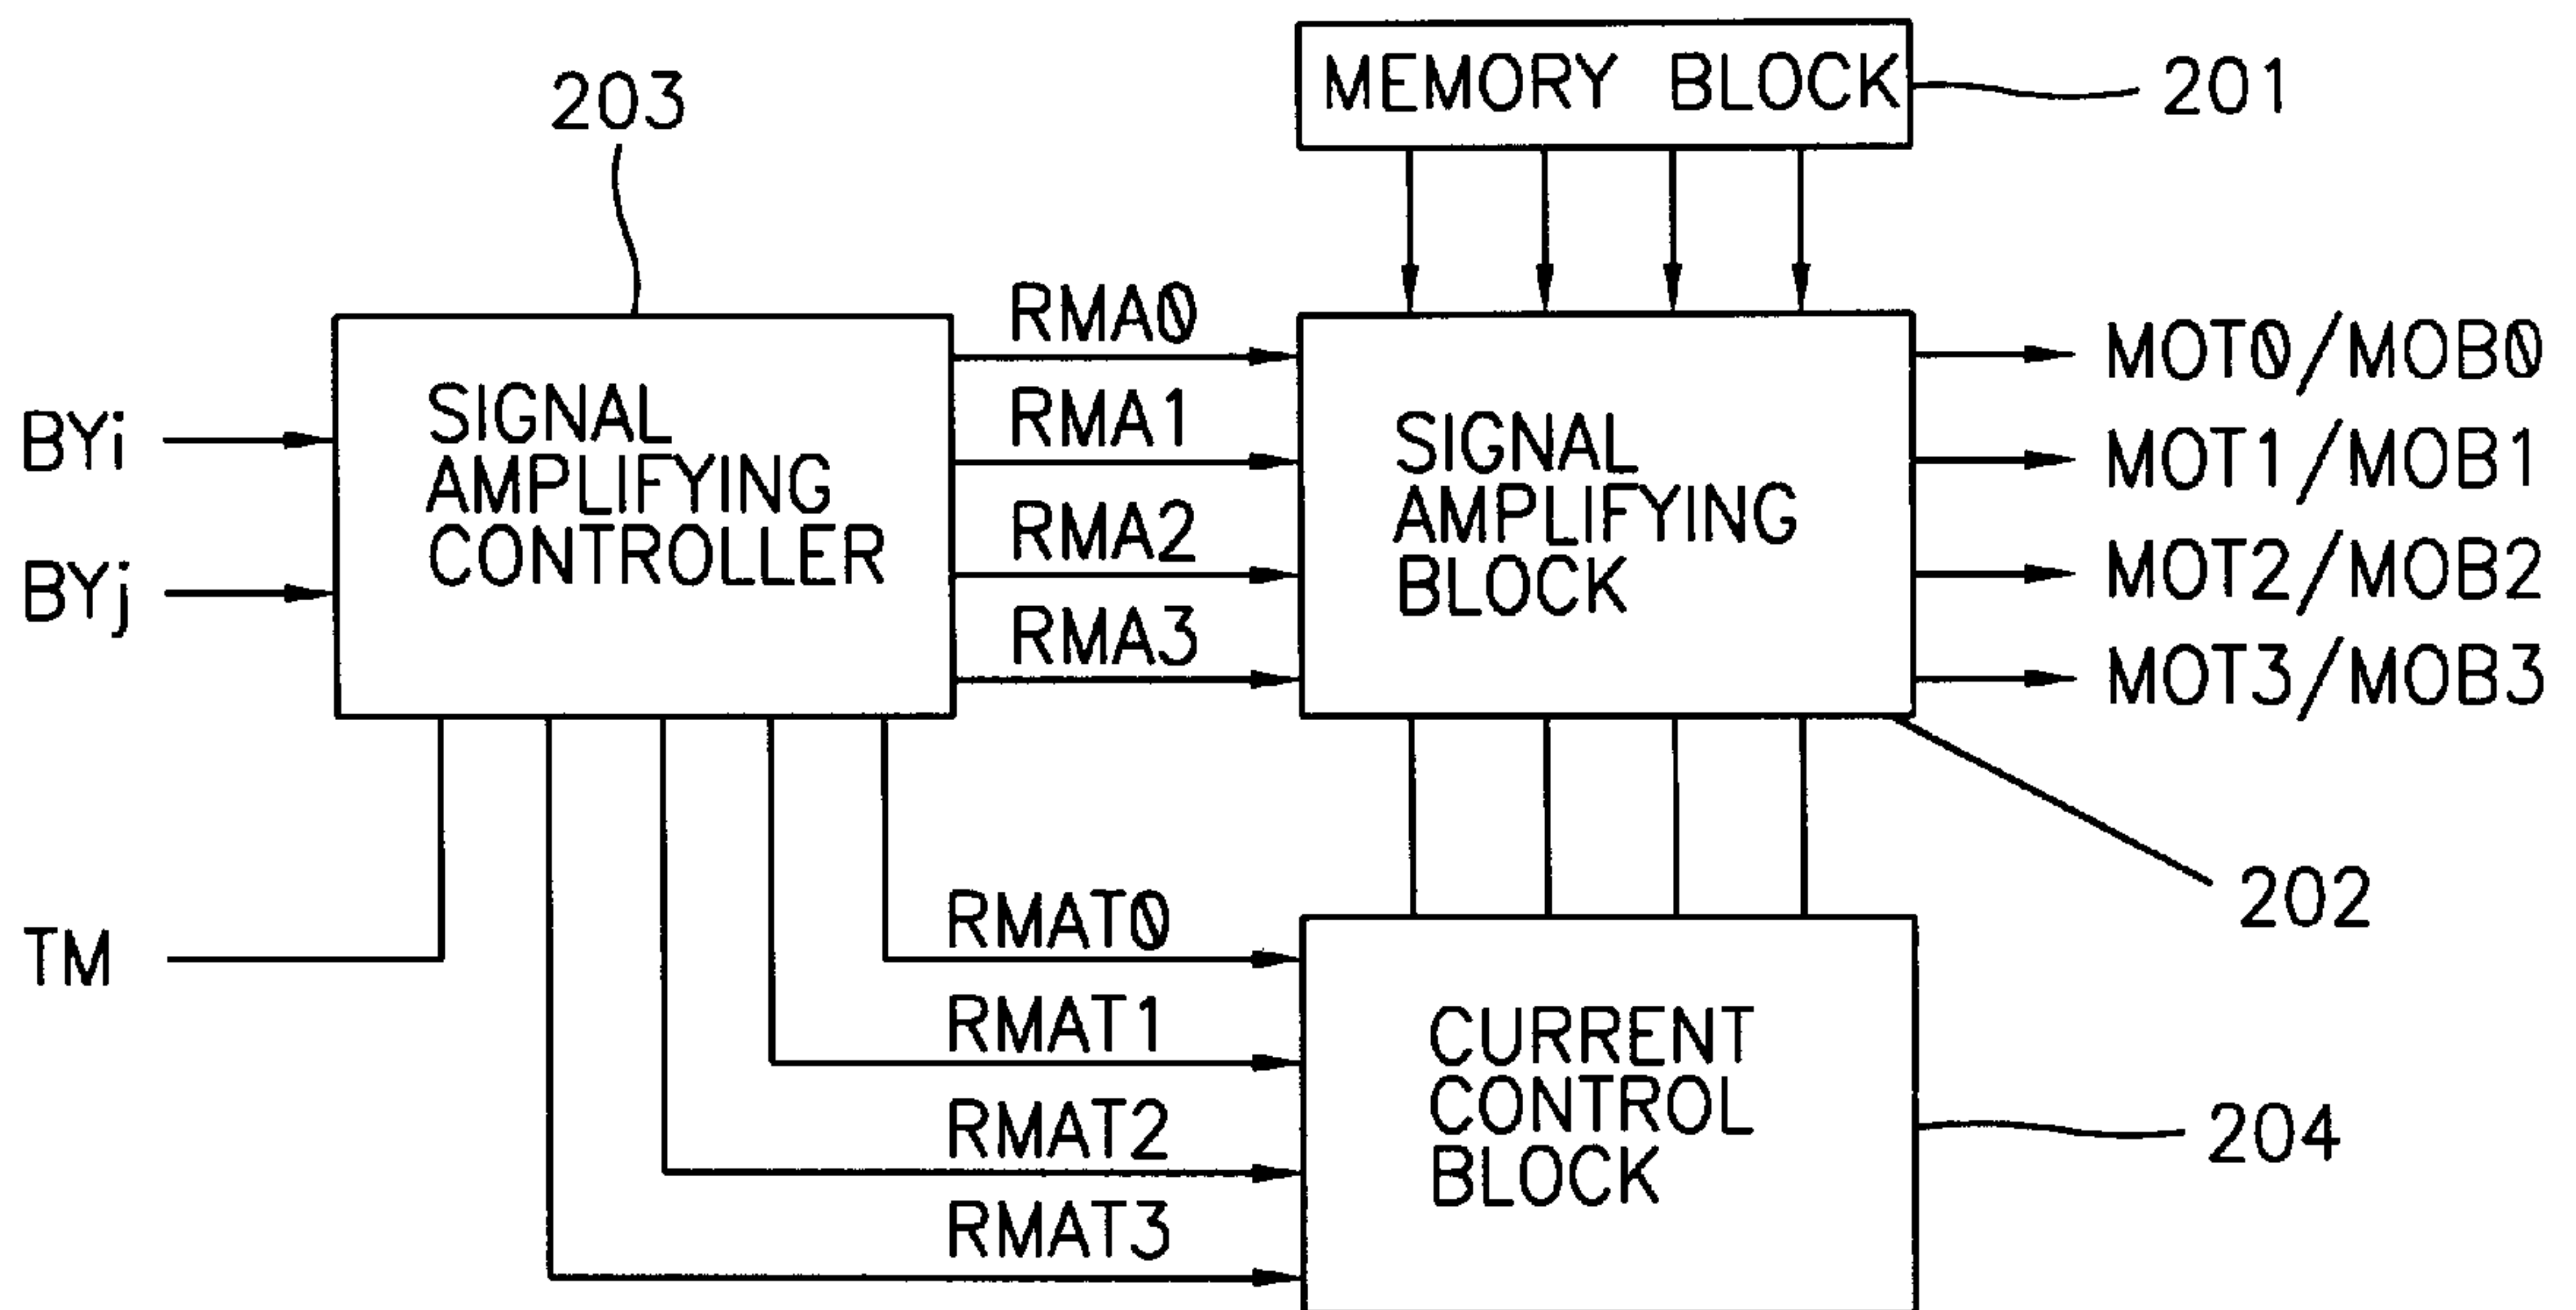 MEMORY BLOCK
201
203
SIGNAL
AMPLIFYING
CONTROLLER
BYi
BYj
TM
RMA0
RMA1
RMA2
RMA3
SIGNAL
AMPLIFYING
BLOCK
MOT0/MOB0
MOT1/MOB1
MOT2/MOB2
MOT3/MOB3
202
RMAT0
RMAT1
RMAT2
RMAT3
CURRENT
CONTROL
BLOCK
204